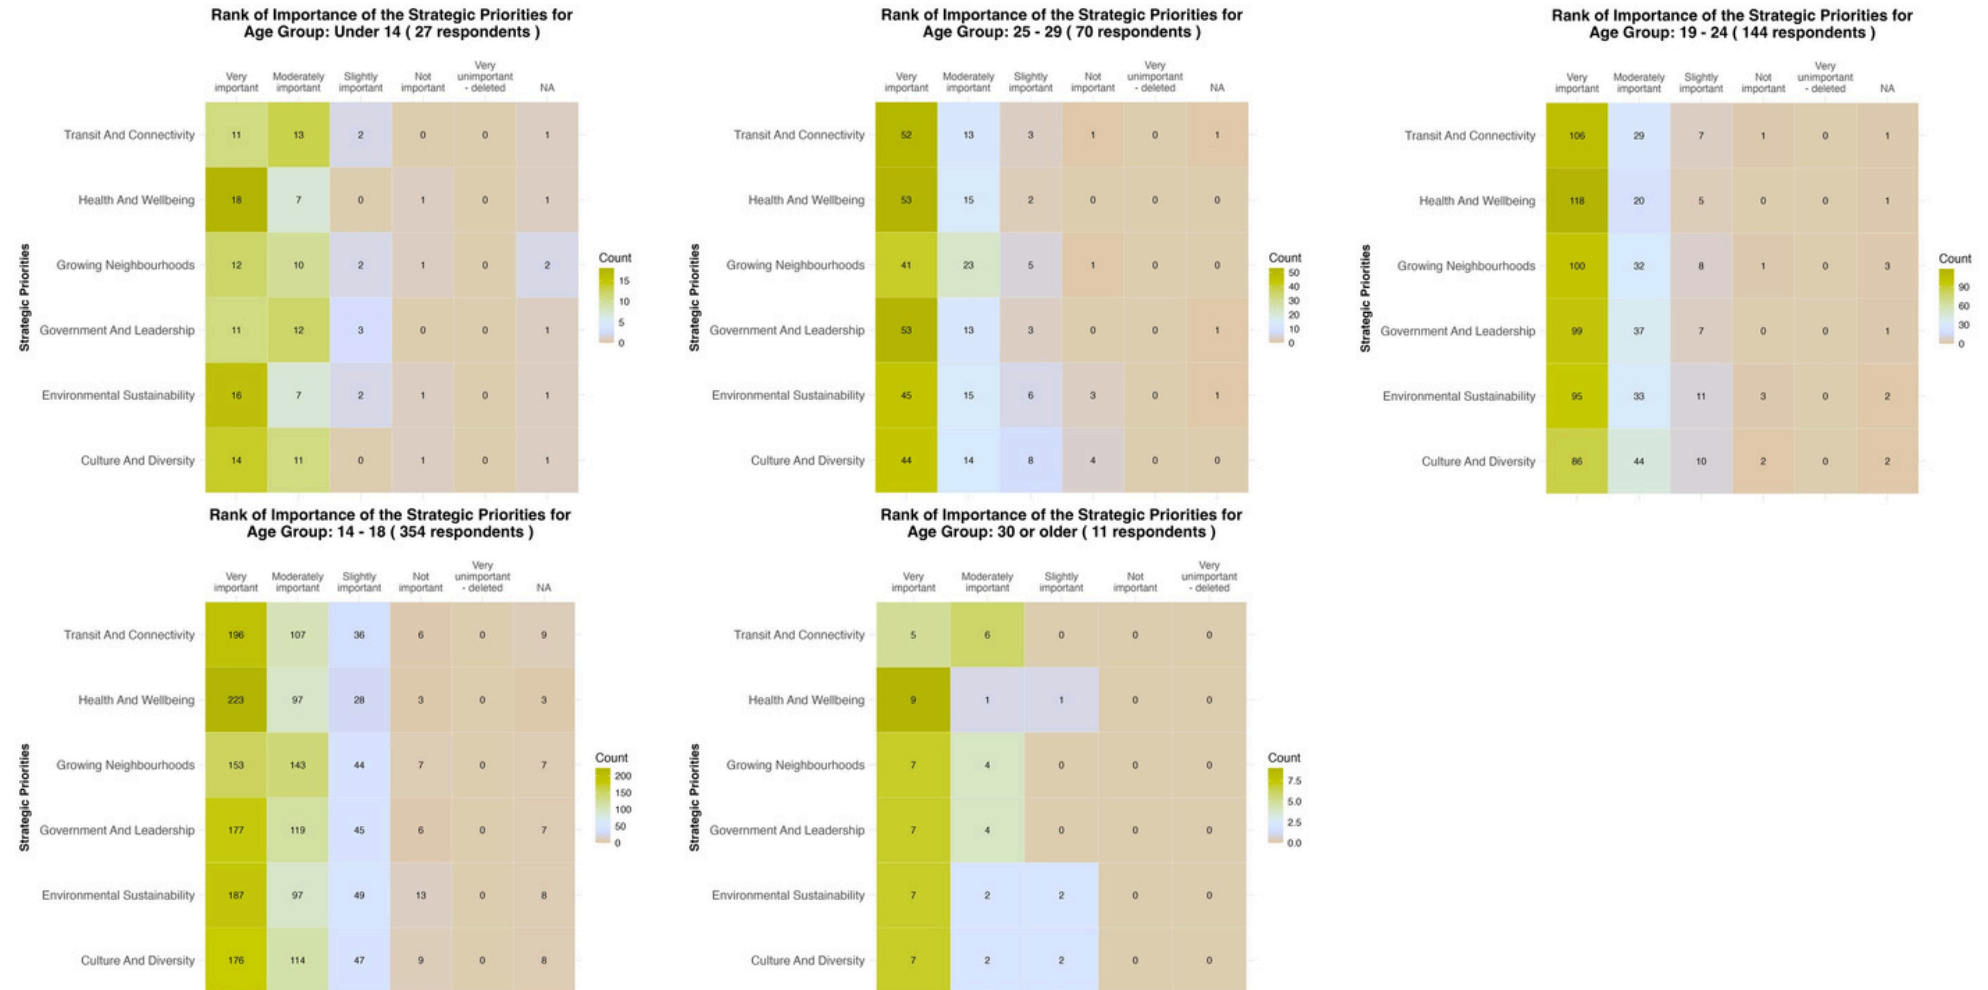 Rank of Importance of the Strategic Priorities for
Age Group: Under 14 ( 27 respondents )
Very important
Moderately important
Slightly important
Not important
Very unimportant - deleted
NA
Strategic Priorities
Transit And Connectivity 11 13 2 0 0 1
Health And Wellbeing 18 7 0 1 0 1
Growing Neighbourhoods 12 10 2 1 0 2
Government And Leadership 11 12 3 0 0 1
Environmental Sustainability 16 7 2 1 0 1
Culture And Diversity 14 11 0 1 0 1
Count
15
10
5
0
Rank of Importance of the Strategic Priorities for
Age Group: 25 - 29 ( 70 respondents )
Very important
Moderately important
Slightly important
Not important
Very unimportant - deleted
NA
Strategic Priorities
Transit And Connectivity 52 13 3 1 0 1
Health And Wellbeing 53 15 2 0 0 0
Growing Neighbourhoods 41 23 5 1 0 0
Government And Leadership 53 13 3 0 0 1
Environmental Sustainability 45 15 6 3 0 1
Culture And Diversity 44 14 8 4 0 0
Count
50
40
30
20
10
0
Rank of Importance of the Strategic Priorities for
Age Group: 19 - 24 ( 144 respondents )
Very important
Moderately important
Slightly important
Not important
Very unimportant - deleted
NA
Strategic Priorities
Transit And Connectivity 106 29 7 1 0 1
Health And Wellbeing 118 20 5 0 0 1
Growing Neighbourhoods 100 32 8 1 0 3
Government And Leadership 99 37 7 0 0 1
Environmental Sustainability 95 33 11 3 0 2
Culture And Diversity 86 44 10 2 0 2
Count
90
60
30
0
Rank of Importance of the Strategic Priorities for
Age Group: 14 - 18 ( 354 respondents )
Very important
Moderately important
Slightly important
Not important
Very unimportant - deleted
NA
Strategic Priorities
Transit And Connectivity 196 107 36 6 0 9
Health And Wellbeing 223 97 28 3 0 3
Growing Neighbourhoods 153 143 44 7 0 7
Government And Leadership 177 119 45 6 0 7
Environmental Sustainability 187 97 49 13 0 8
Culture And Diversity 176 114 47 9 0 8
Count
200
150
100
50
0
Rank of Importance of the Strategic Priorities for
Age Group: 30 or older ( 11 respondents )
Very important
Moderately important
Slightly important
Not important
Very unimportant - deleted
Strategic Priorities
Transit And Connectivity 5 6 0 0 0
Health And Wellbeing 9 1 1 0 0
Growing Neighbourhoods 7 4 0 0 0
Government And Leadership 7 4 0 0 0
Environmental Sustainability 7 2 2 0 0
Culture And Diversity 7 2 2 0 0
Count
7.5
5.0
2.5
0.0